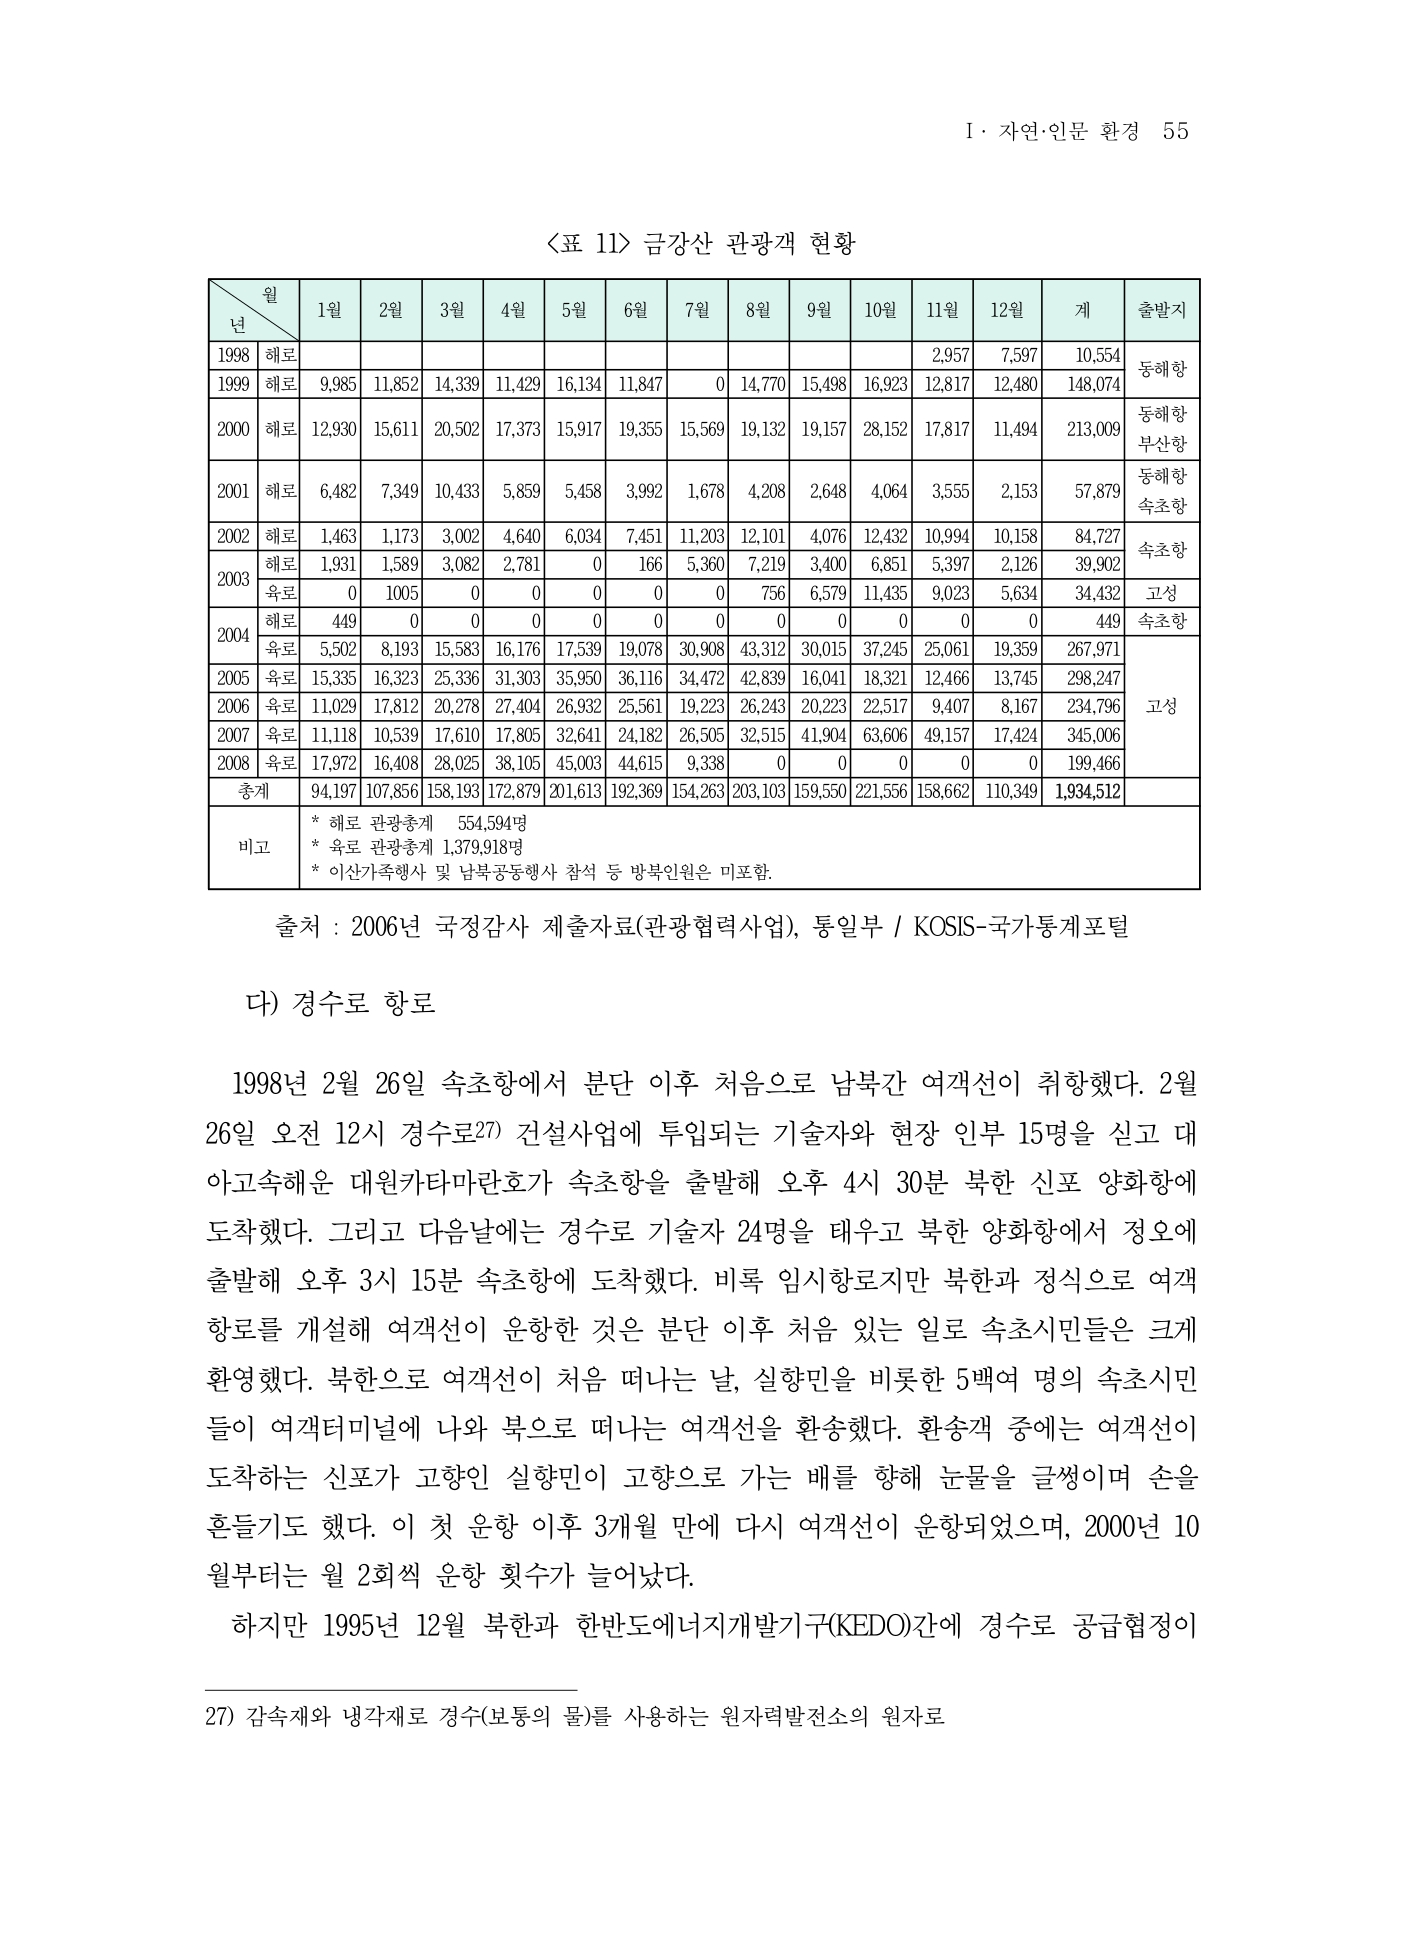 I · 자연·인문 환경 55
<표 11> 금강산 관광객 현황
월 년 1월 2월 3월 4월 5월 6월 7월 8월 9월 10월 11월 12월 계 출발지
1998 해로 2,957 7,597 10,554 동해항
1999 해로 9,985 11,852 14,339 11,429 16,134 11,847 0 14,770 15,498 16,923 12,817 12,480 148,074
2000 해로 12,930 15,611 20,502 17,373 15,917 19,355 15,569 19,132 19,157 28,152 17,817 11,494 213,009 동해항 부산항
2001 해로 6,482 7,349 10,433 5,859 5,458 3,992 1,678 4,208 2,648 4,064 3,555 2,153 57,879 동해항 속초항
2002 해로 1,463 1,173 3,002 4,640 6,034 7,451 11,203 12,101 4,076 12,432 10,994 10,158 84,727 속초항
2003 해로 1,931 1,589 3,082 2,781 0 166 5,360 7,219 3,400 6,851 5,397 2,126 39,902
육로 0 1005 0 0 0 0 0 756 6,579 11,435 9,023 5,634 34,432 고성
2004 해로 449 0 0 0 0 0 0 0 0 0 0 0 449 속초항
육로 5,502 8,193 15,583 16,176 17,539 19,078 30,908 43,312 30,015 37,245 25,061 19,359 267,971 고성
2005 육로 15,335 16,323 25,336 31,303 35,950 36,116 34,472 42,839 16,041 18,321 12,466 13,745 298,247
2006 육로 11,029 17,812 20,278 27,404 26,932 25,561 19,223 26,243 20,223 22,517 9,407 8,167 234,796
2007 육로 11,118 10,539 17,610 17,805 32,641 24,182 26,505 32,515 41,904 63,606 49,157 17,424 345,006
2008 육로 17,972 16,408 28,025 38,105 45,003 44,615 9,338 0 0 0 0 0 199,466
총계 94,197 107,856 158,193 172,879 201,613 192,369 154,263 203,103 159,550 221,556 158,662 110,349 1,934,512
비고 * 해로 관광총계 554,594명
* 육로 관광총계 1,379,918명
* 이산가족행사 및 남북공동행사 참석 등 방북인원은 미포함.
출처 : 2006년 국정감사 제출자료(관광협력사업), 통일부 / KOSIS-국가통계포털
다) 경수로 항로
1998년 2월 26일 속초항에서 분단 이후 처음으로 남북간 여객선이 취항했다. 2월
26일 오전 12시 경수로27) 건설사업에 투입되는 기술자와 현장 인부 15명을 싣고 대
아고속해운 대원카타마란호가 속초항을 출발해 오후 4시 30분 북한 신포 양화항에
도착했다. 그리고 다음날에는 경수로 기술자 24명을 태우고 북한 양화항에서 정오에
출발해 오후 3시 15분 속초항에 도착했다. 비록 임시항로지만 북한과 정식으로 여객
항로를 개설해 여객선이 운항한 것은 분단 이후 처음 있는 일로 속초시민들은 크게
환영했다. 북한으로 여객선이 처음 떠나는 날, 실향민을 비롯한 5백여 명의 속초시민
들이 여객터미널에 나와 북으로 떠나는 여객선을 환송했다. 환송객 중에는 여객선이
도착하는 신포가 고향인 실향민이 고향으로 가는 배를 향해 눈물을 글썽이며 손을
흔들기도 했다. 이 첫 운항 이후 3개월 만에 다시 여객선이 운항되었으며, 2000년 10
월부터는 월 2회씩 운항 횟수가 늘어났다.
하지만 1995년 12월 북한과 한반도에너지개발기구(KEDO)간에 경수로 공급협정이
27) 감속재와 냉각재로 경수(보통의 물)를 사용하는 원자력발전소의 원자로